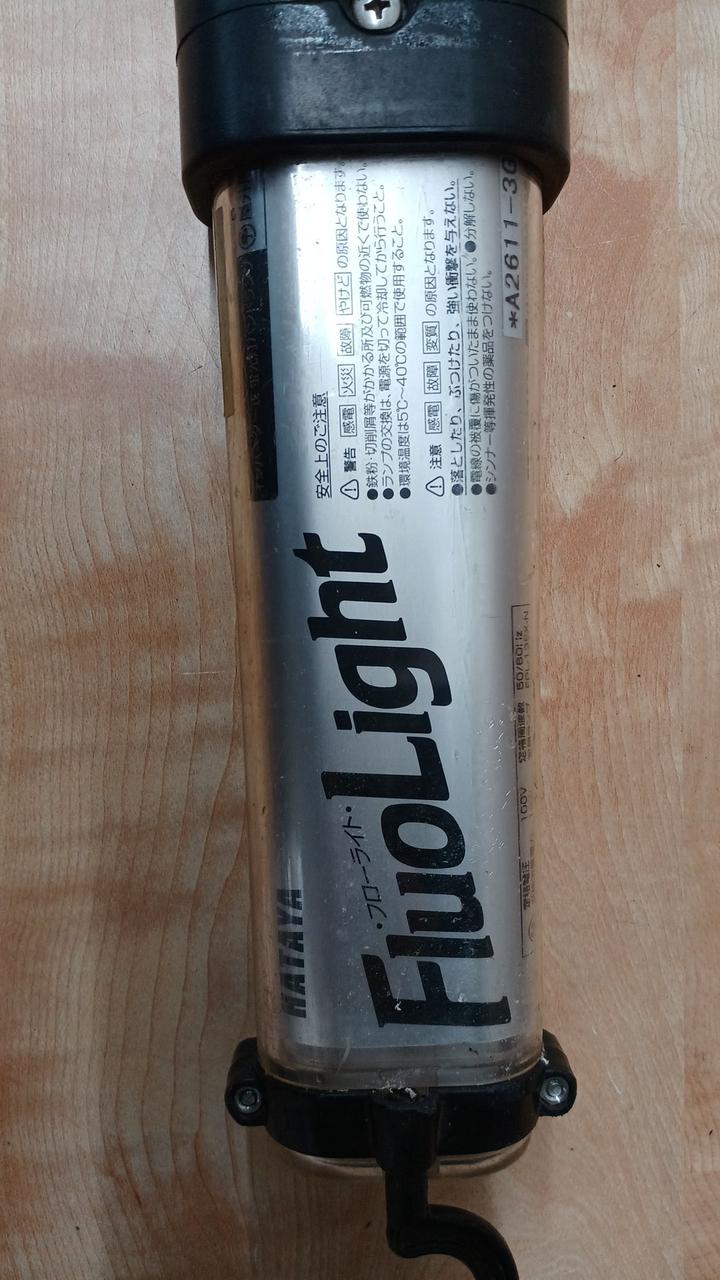 HATAYA
・フローライト・
FluoLight
安全上のご注意
警告 感電 火災 故障 やけど の原因となります。
●鉄粉・切削屑等がかかる所及び可燃物の近くで使わない。
●ランプの交換は、電源を切って冷却してから行うこと。
●環境温度は5℃〜40℃の範囲で使用すること。
注意 感電 故障 変質 の原因となります。
●落としたり、ぶつけたり、強い衝撃を与えない。
●電線の被覆に傷がついたまま使わない。●分解しない。
●シンナー等揮発性の薬品をつけない。
*A2611-3G
定格電圧 100V 定格周波数 50/60Hz